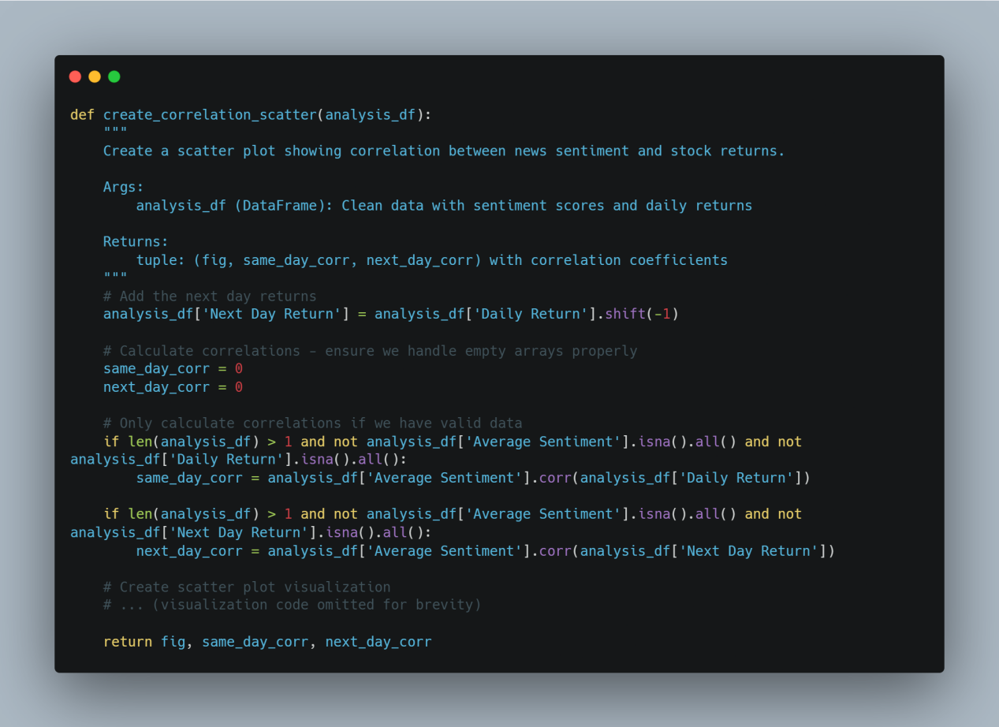 def create_correlation_scatter(analysis_df):
    """
    Create a scatter plot showing correlation between news sentiment and stock returns.

    Args:
        analysis_df (DataFrame): Clean data with sentiment scores and daily returns

    Returns:
        tuple: (fig, same_day_corr, next_day_corr) with correlation coefficients
    """
    # Add the next day returns
    analysis_df['Next Day Return'] = analysis_df['Daily Return'].shift(-1)

    # Calculate correlations - ensure we handle empty arrays properly
    same_day_corr = 0
    next_day_corr = 0

    # Only calculate correlations if we have valid data
    if len(analysis_df) > 1 and not analysis_df['Average Sentiment'].isna().all() and not
analysis_df['Daily Return'].isna().all():
        same_day_corr = analysis_df['Average Sentiment'].corr(analysis_df['Daily Return'])

    if len(analysis_df) > 1 and not analysis_df['Average Sentiment'].isna().all() and not
analysis_df['Next Day Return'].isna().all():
        next_day_corr = analysis_df['Average Sentiment'].corr(analysis_df['Next Day Return'])

    # Create scatter plot visualization
    # ... (visualization code omitted for brevity)

    return fig, same_day_corr, next_day_corr